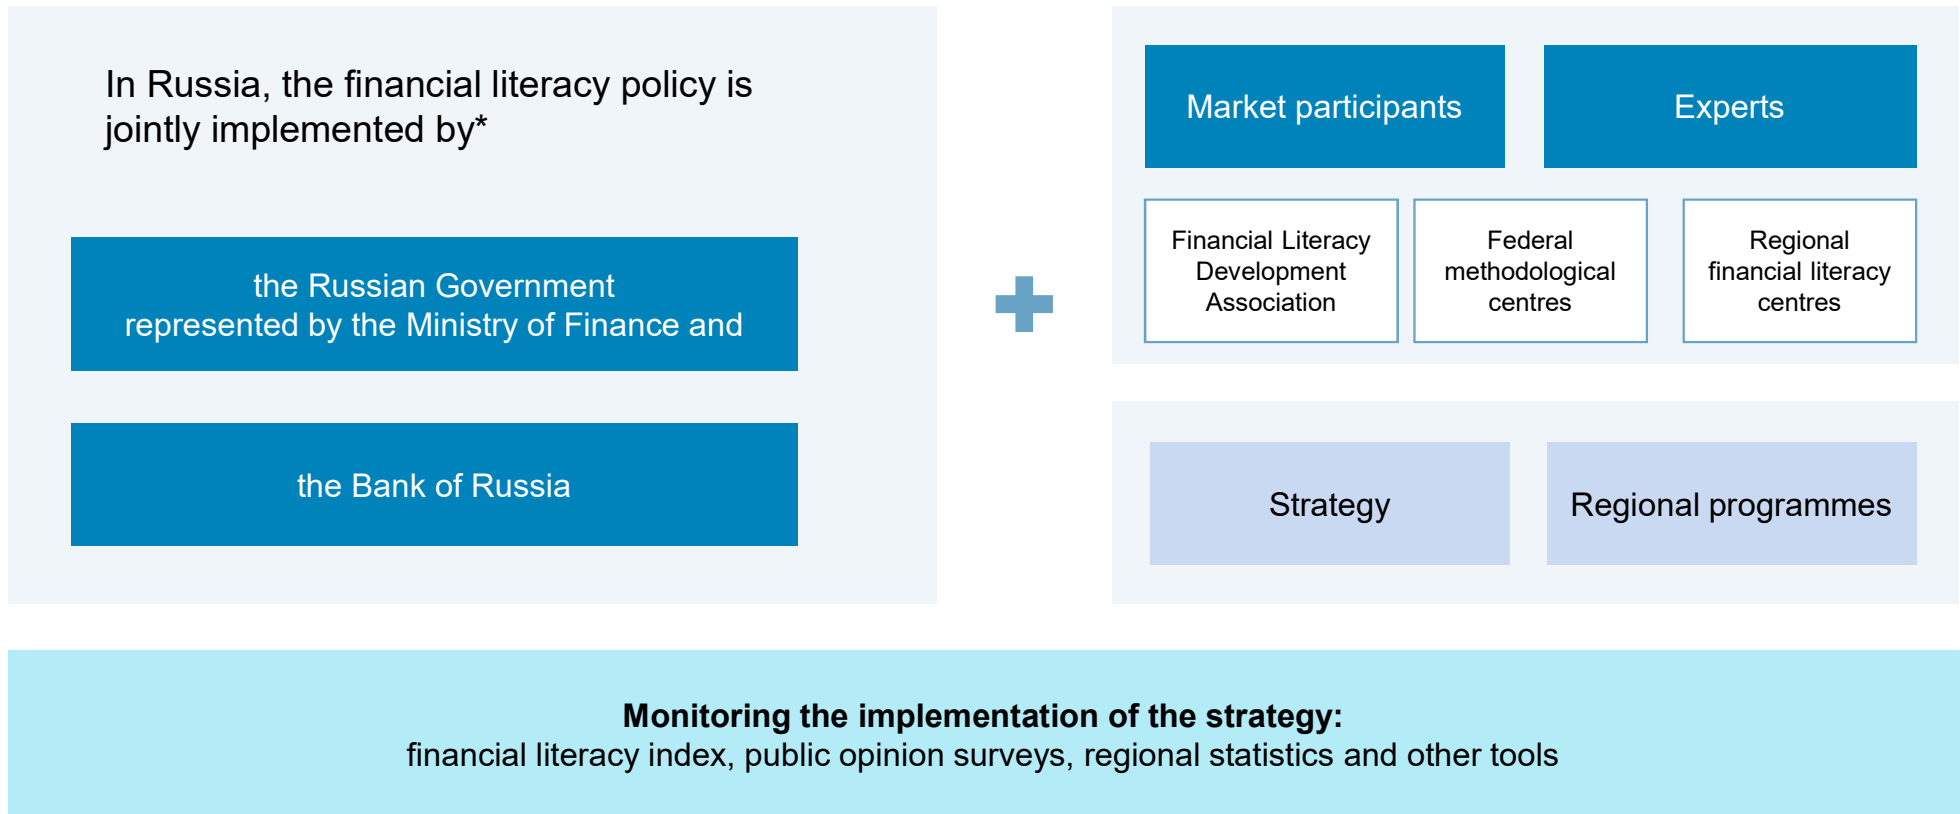 In Russia, the financial literacy policy is
jointly implemented by*
the Russian Government
represented by the Ministry of Finance and
the Bank of Russia
Market participants
Experts
Financial Literacy
Development
Association
Federal
methodological
centres
Regional
financial literacy
centres
Strategy
Regional programmes
Monitoring the implementation of the strategy:
financial literacy index, public opinion surveys, regional statistics and other tools